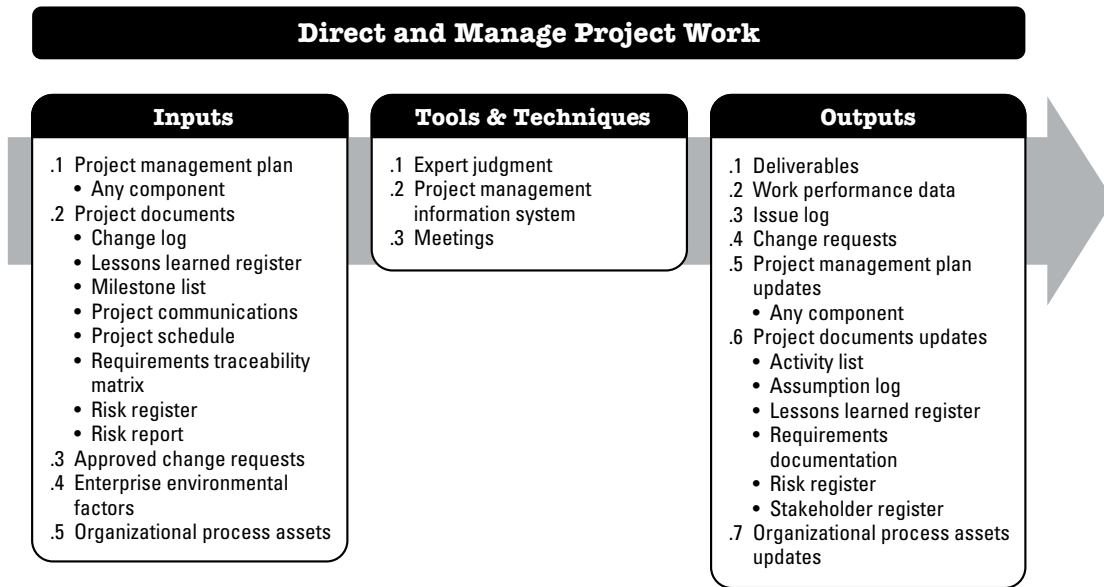 Direct and Manage Project Work
Inputs
.1 Project management plan
• Any component
.2 Project documents
• Change log
• Lessons learned register
• Milestone list
• Project communications
• Project schedule
• Requirements traceability
matrix
• Risk register
• Risk report
.3 Approved change requests
.4 Enterprise environmental
factors
.5 Organizational process assets
Tools & Techniques
.1 Expert judgment
.2 Project management
information system
.3 Meetings
Outputs
.1 Deliverables
.2 Work performance data
.3 Issue log
.4 Change requests
.5 Project management plan
updates
• Any component
.6 Project documents updates
• Activity list
• Assumption log
• Lessons learned register
• Requirements
documentation
• Risk register
• Stakeholder register
.7 Organizational process assets
updates